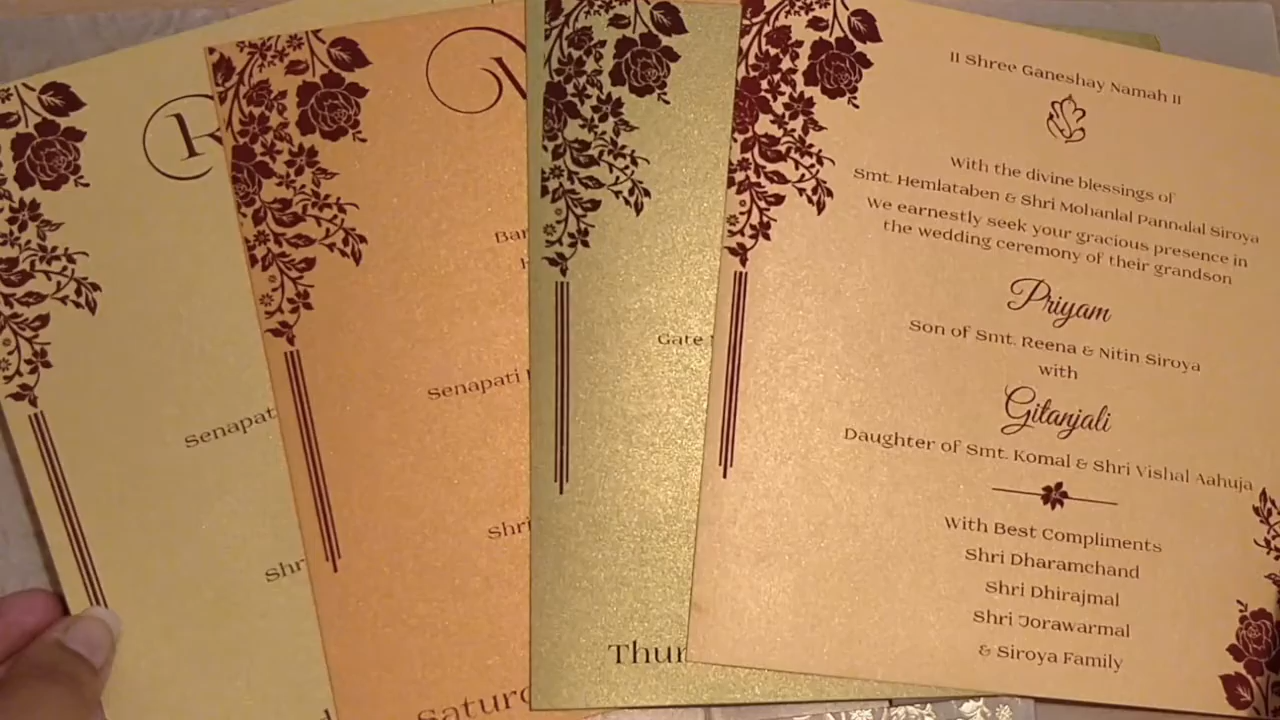 R
Senapati
Shri
Senapati
Shri
Saturd
Gate
Thur
II Shree Ganeshay Namah II
With the divine blessings of
Smt. Hemlataben & Shri Mohanlal Pannalal Siroya
We earnestly seek your gracious presence in
the wedding ceremony of their grandson
Priyam
Son of Smt. Reena & Nitin Siroya
with
Gitanjali
Daughter of Smt. Komal & Shri Vishal Aahuja
With Best Compliments
Shri Dharamchand
Shri Dhirajmal
Shri Jorawarmal
& Siroya Family